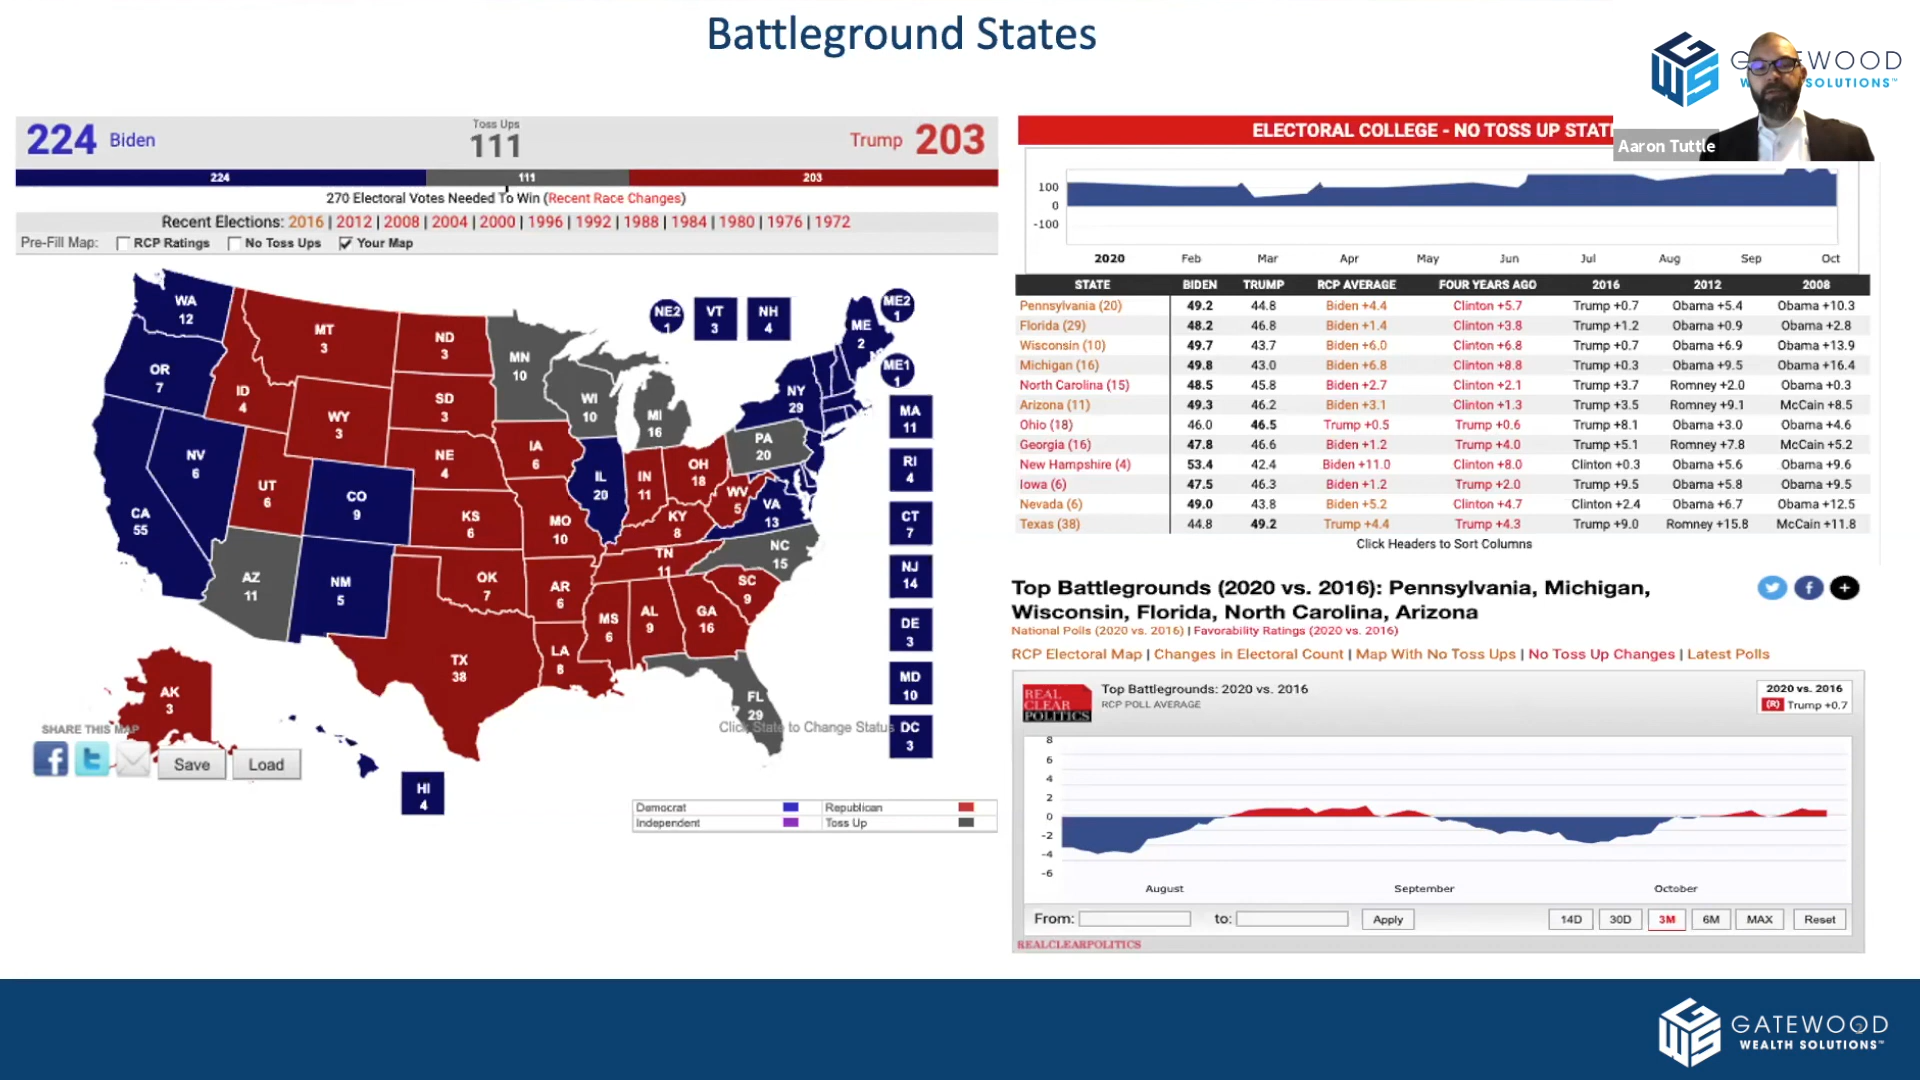 Battleground States
GATEWOOD
WEALTH SOLUTIONS™
Aaron Tuttle
224 Biden
Toss Ups
111
Trump 203
224 111 203
270 Electoral Votes Needed To Win (Recent Race Changes)
Recent Elections: 2016 | 2012 | 2008 | 2004 | 2000 | 1996 | 1992 | 1988 | 1984 | 1980 | 1976 | 1972
Pre-Fill Map: RCP Ratings No Toss Ups Your Map
WA
12
OR
7
CA
55
NV
6
ID
4
MT
3
WY
3
UT
6
CO
9
AZ
11
NM
5
ND
3
SD
3
NE
4
KS
6
OK
7
TX
38
MN
10
IA
6
MO
10
AR
6
LA
8
WI
10
IL
20
MI
16
IN
11
OH
18
KY
8
TN
11
MS
6
AL
9
GA
16
FL
29
SC
9
NC
15
VA
13
WV
5
PA
20
NY
29
ME
2
NE2
1
VT
3
NH
4
ME2
1
ME1
1
MA
11
RI
4
CT
7
NJ
14
DE
3
MD
10
DC
3
AK
3
HI
4
Click State to Change Status
SHARE THIS MAP
Save Load
Democrat Republican
Independent Toss Up
ELECTORAL COLLEGE - NO TOSS UP STAT
100
0
-100
2020 Feb Mar Apr May Jun Jul Aug Sep Oct
STATE BIDEN TRUMP RCP AVERAGE FOUR YEARS AGO 2016 2012 2008
Pennsylvania (20) 49.2 44.8 Biden +4.4 Clinton +5.7 Trump +0.7 Obama +5.4 Obama +10.3
Florida (29) 48.2 46.8 Biden +1.4 Clinton +3.8 Trump +1.2 Obama +0.9 Obama +2.8
Wisconsin (10) 49.7 43.7 Biden +6.0 Clinton +6.8 Trump +0.7 Obama +6.9 Obama +13.9
Michigan (16) 49.8 43.0 Biden +6.8 Clinton +8.8 Trump +0.3 Obama +9.5 Obama +16.4
North Carolina (15) 48.5 45.8 Biden +2.7 Clinton +2.1 Trump +3.7 Romney +2.0 Obama +0.3
Arizona (11) 49.3 46.2 Biden +3.1 Clinton +1.3 Trump +3.5 Romney +9.1 McCain +8.5
Ohio (18) 46.0 46.5 Trump +0.5 Trump +0.6 Trump +8.1 Obama +3.0 Obama +4.6
Georgia (16) 47.8 46.6 Biden +1.2 Trump +4.0 Trump +5.1 Romney +7.8 McCain +5.2
New Hampshire (4) 53.4 42.4 Biden +11.0 Clinton +8.0 Clinton +0.3 Obama +5.6 Obama +9.6
Iowa (6) 47.5 46.3 Biden +1.2 Trump +2.0 Trump +9.5 Obama +5.8 Obama +9.5
Nevada (6) 49.0 43.8 Biden +5.2 Clinton +4.7 Clinton +2.4 Obama +6.7 Obama +12.5
Texas (38) 44.8 49.2 Trump +4.4 Trump +4.3 Trump +9.0 Romney +15.8 McCain +11.8
Click Headers to Sort Columns
Top Battlegrounds (2020 vs. 2016): Pennsylvania, Michigan,
Wisconsin, Florida, North Carolina, Arizona
National Polls (2020 vs. 2016) | Favorability Ratings (2020 vs. 2016)
RCP Electoral Map | Changes in Electoral Count | Map With No Toss Ups | No Toss Up Changes | Latest Polls
REAL
CLEAR
POLITICS
Top Battlegrounds: 2020 vs. 2016
RCP POLL AVERAGE
2020 vs. 2016
(R) Trump +0.7
8
6
4
2
0
-2
-4
-6
August September October
From: to: Apply 14D 30D 3M 6M MAX Reset
REALCLEARPOLITICS
GATEWOOD
WEALTH SOLUTIONS™